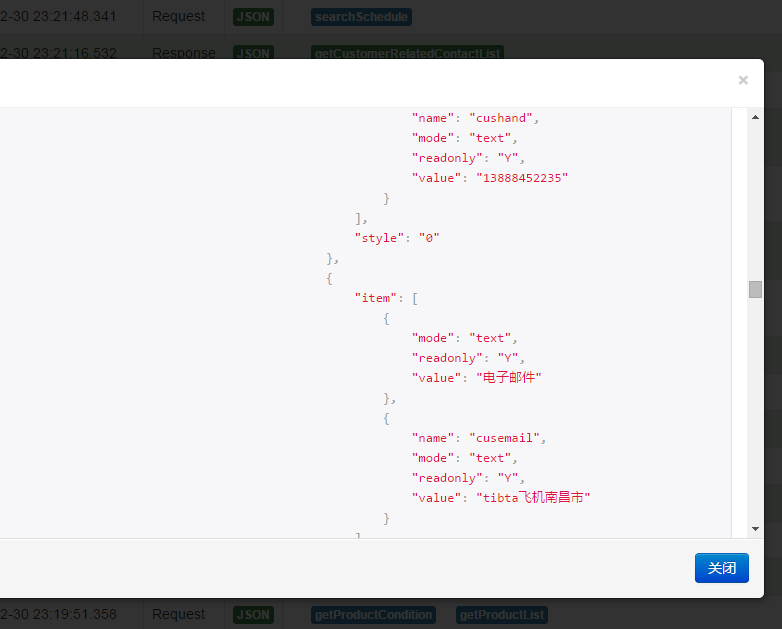 2-30 23:21:48.341 Request JSON searchSchedule
2-30 23:21:16.532 Response JSON getCustomerRelatedContactList
×
"name": "cushand",
"mode": "text",
"readonly": "Y",
"value": "13888452235"
}
],
"style": "0"
},
{
"item": [
{
"mode": "text",
"readonly": "Y",
"value": "电子邮件"
},
{
"name": "cusemail",
"mode": "text",
"readonly": "Y",
"value": "tibta飞机南昌市"
}
]
关闭
2-30 23:19:51.358 Request JSON getProductCondition getProductList